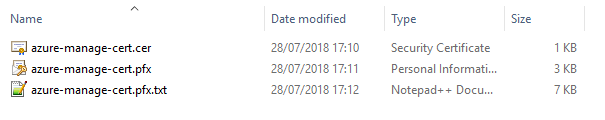 Name Date modified Type Size
azure-manage-cert.cer 28/07/2018 17:10 Security Certificate 1 KB
azure-manage-cert.pfx 28/07/2018 17:11 Personal Informati... 3 KB
azure-manage-cert.pfx.txt 28/07/2018 17:12 Notepad++ Docu... 7 KB